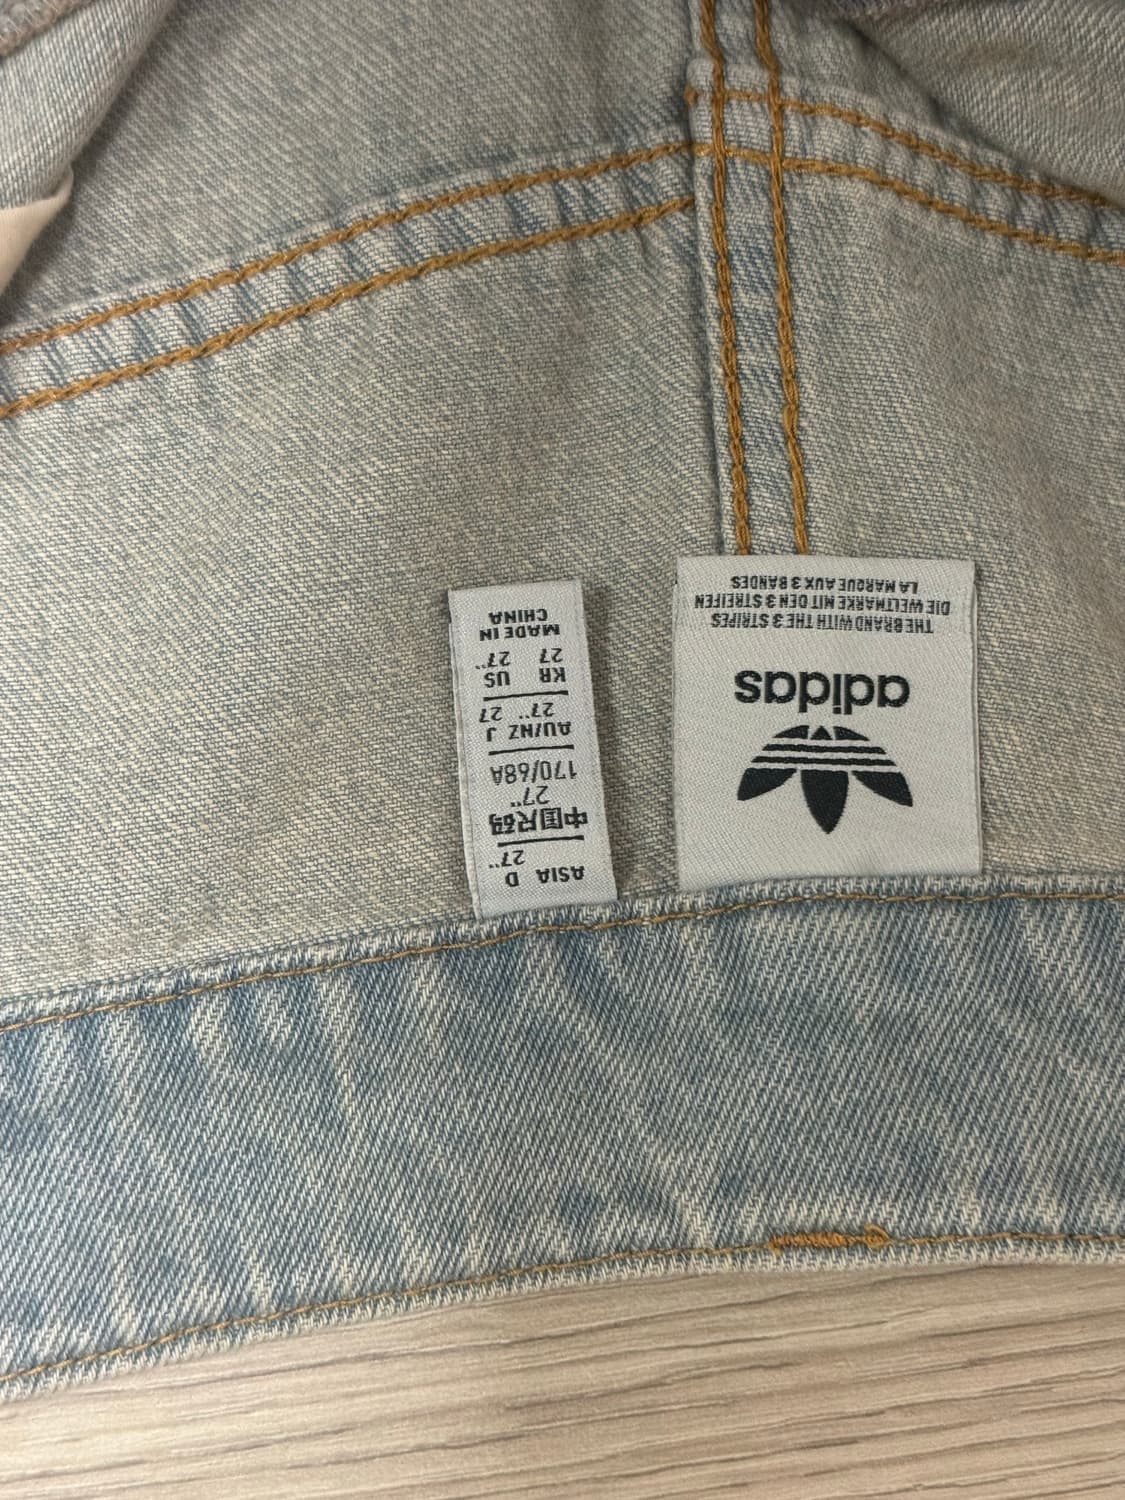 adidas
THE BRAND WITH THE 3 STRIPES
DIE WELTMARKE MIT DEN 3 STREIFEN
LA MARQUE AUX 3 BANDES
ASIA D
27"
中国尺码
27"
170/68A
AU/NZ J
27" 27
KR US
27 27"
MADE IN
CHINA